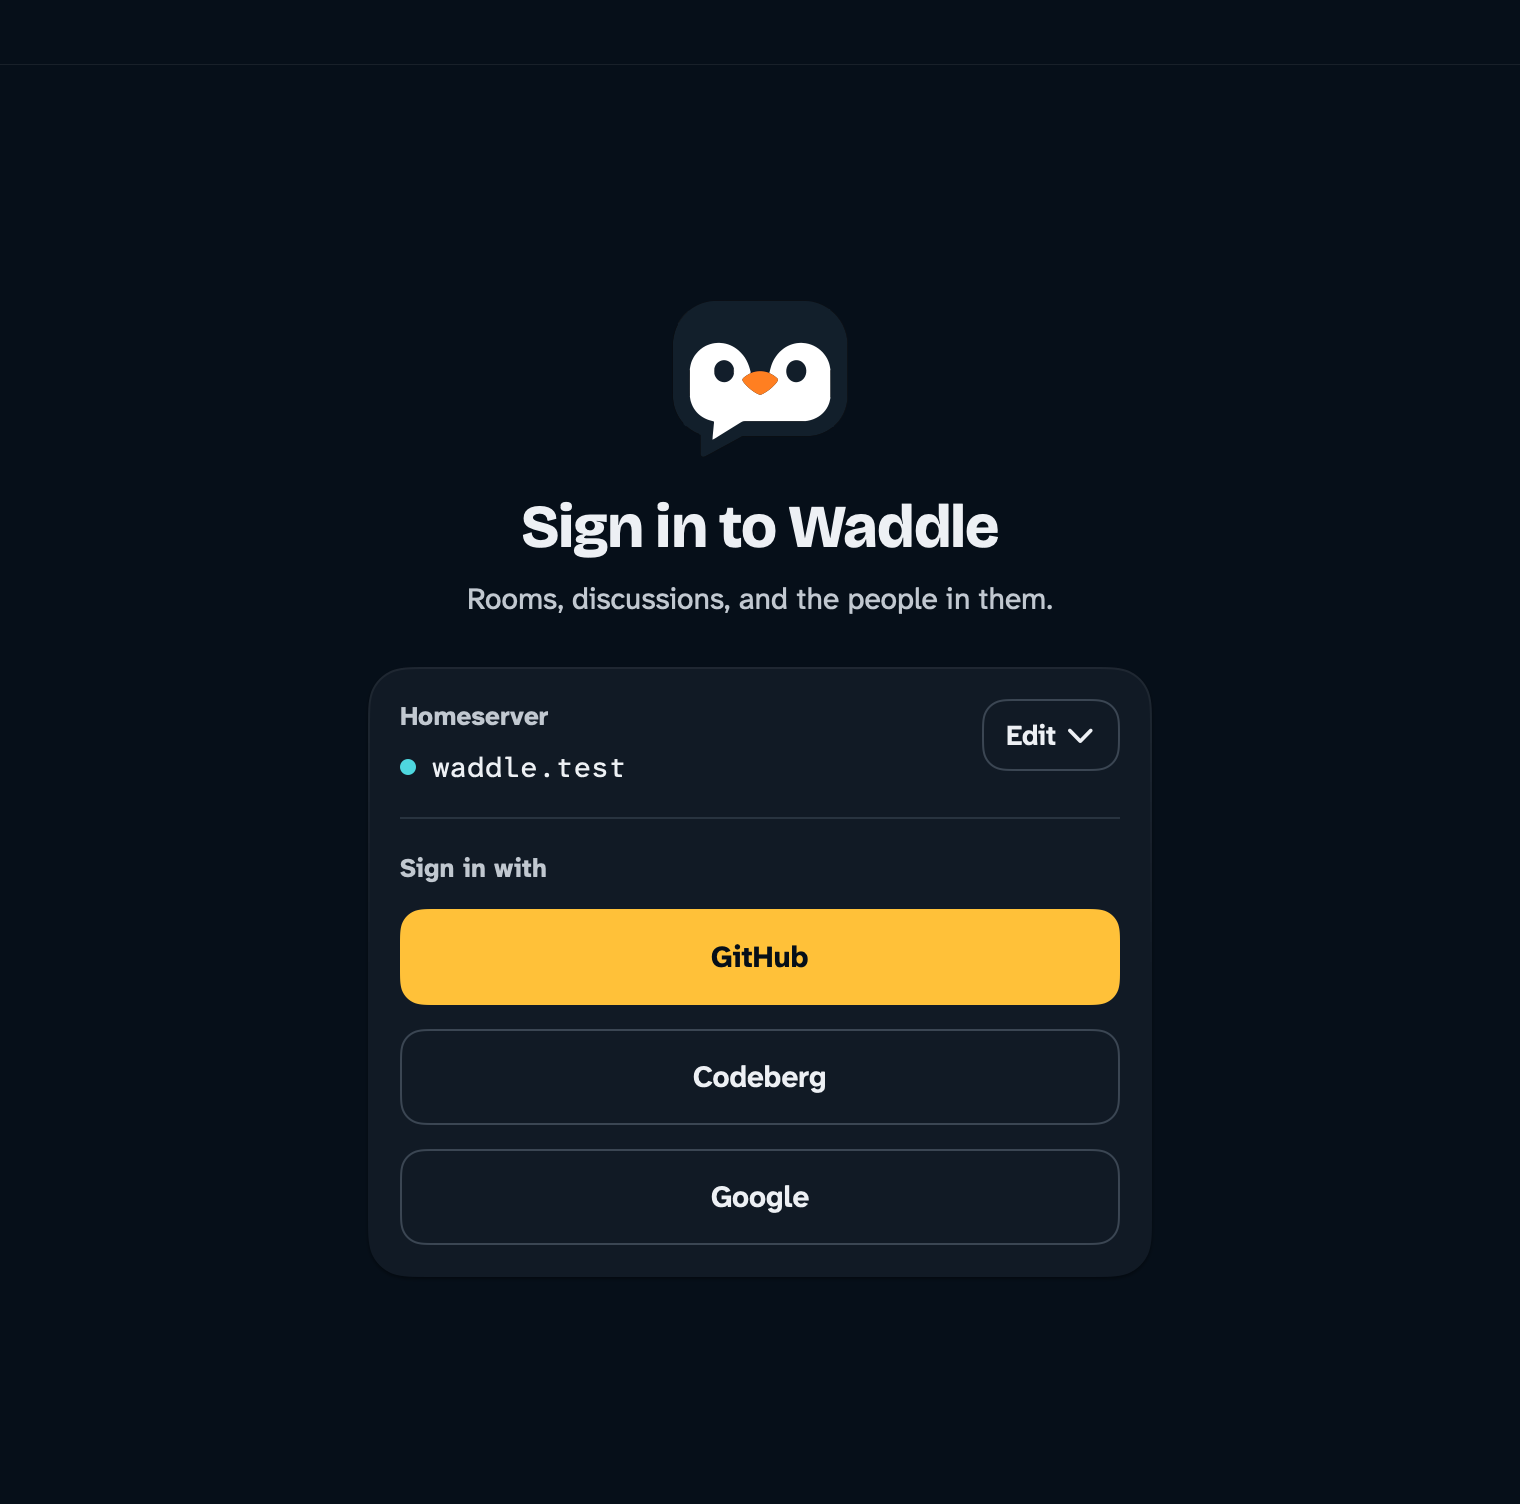 Sign in to Waddle
Rooms, discussions, and the people in them.
Homeserver
Edit
waddle.test
Sign in with
GitHub
Codeberg
Google